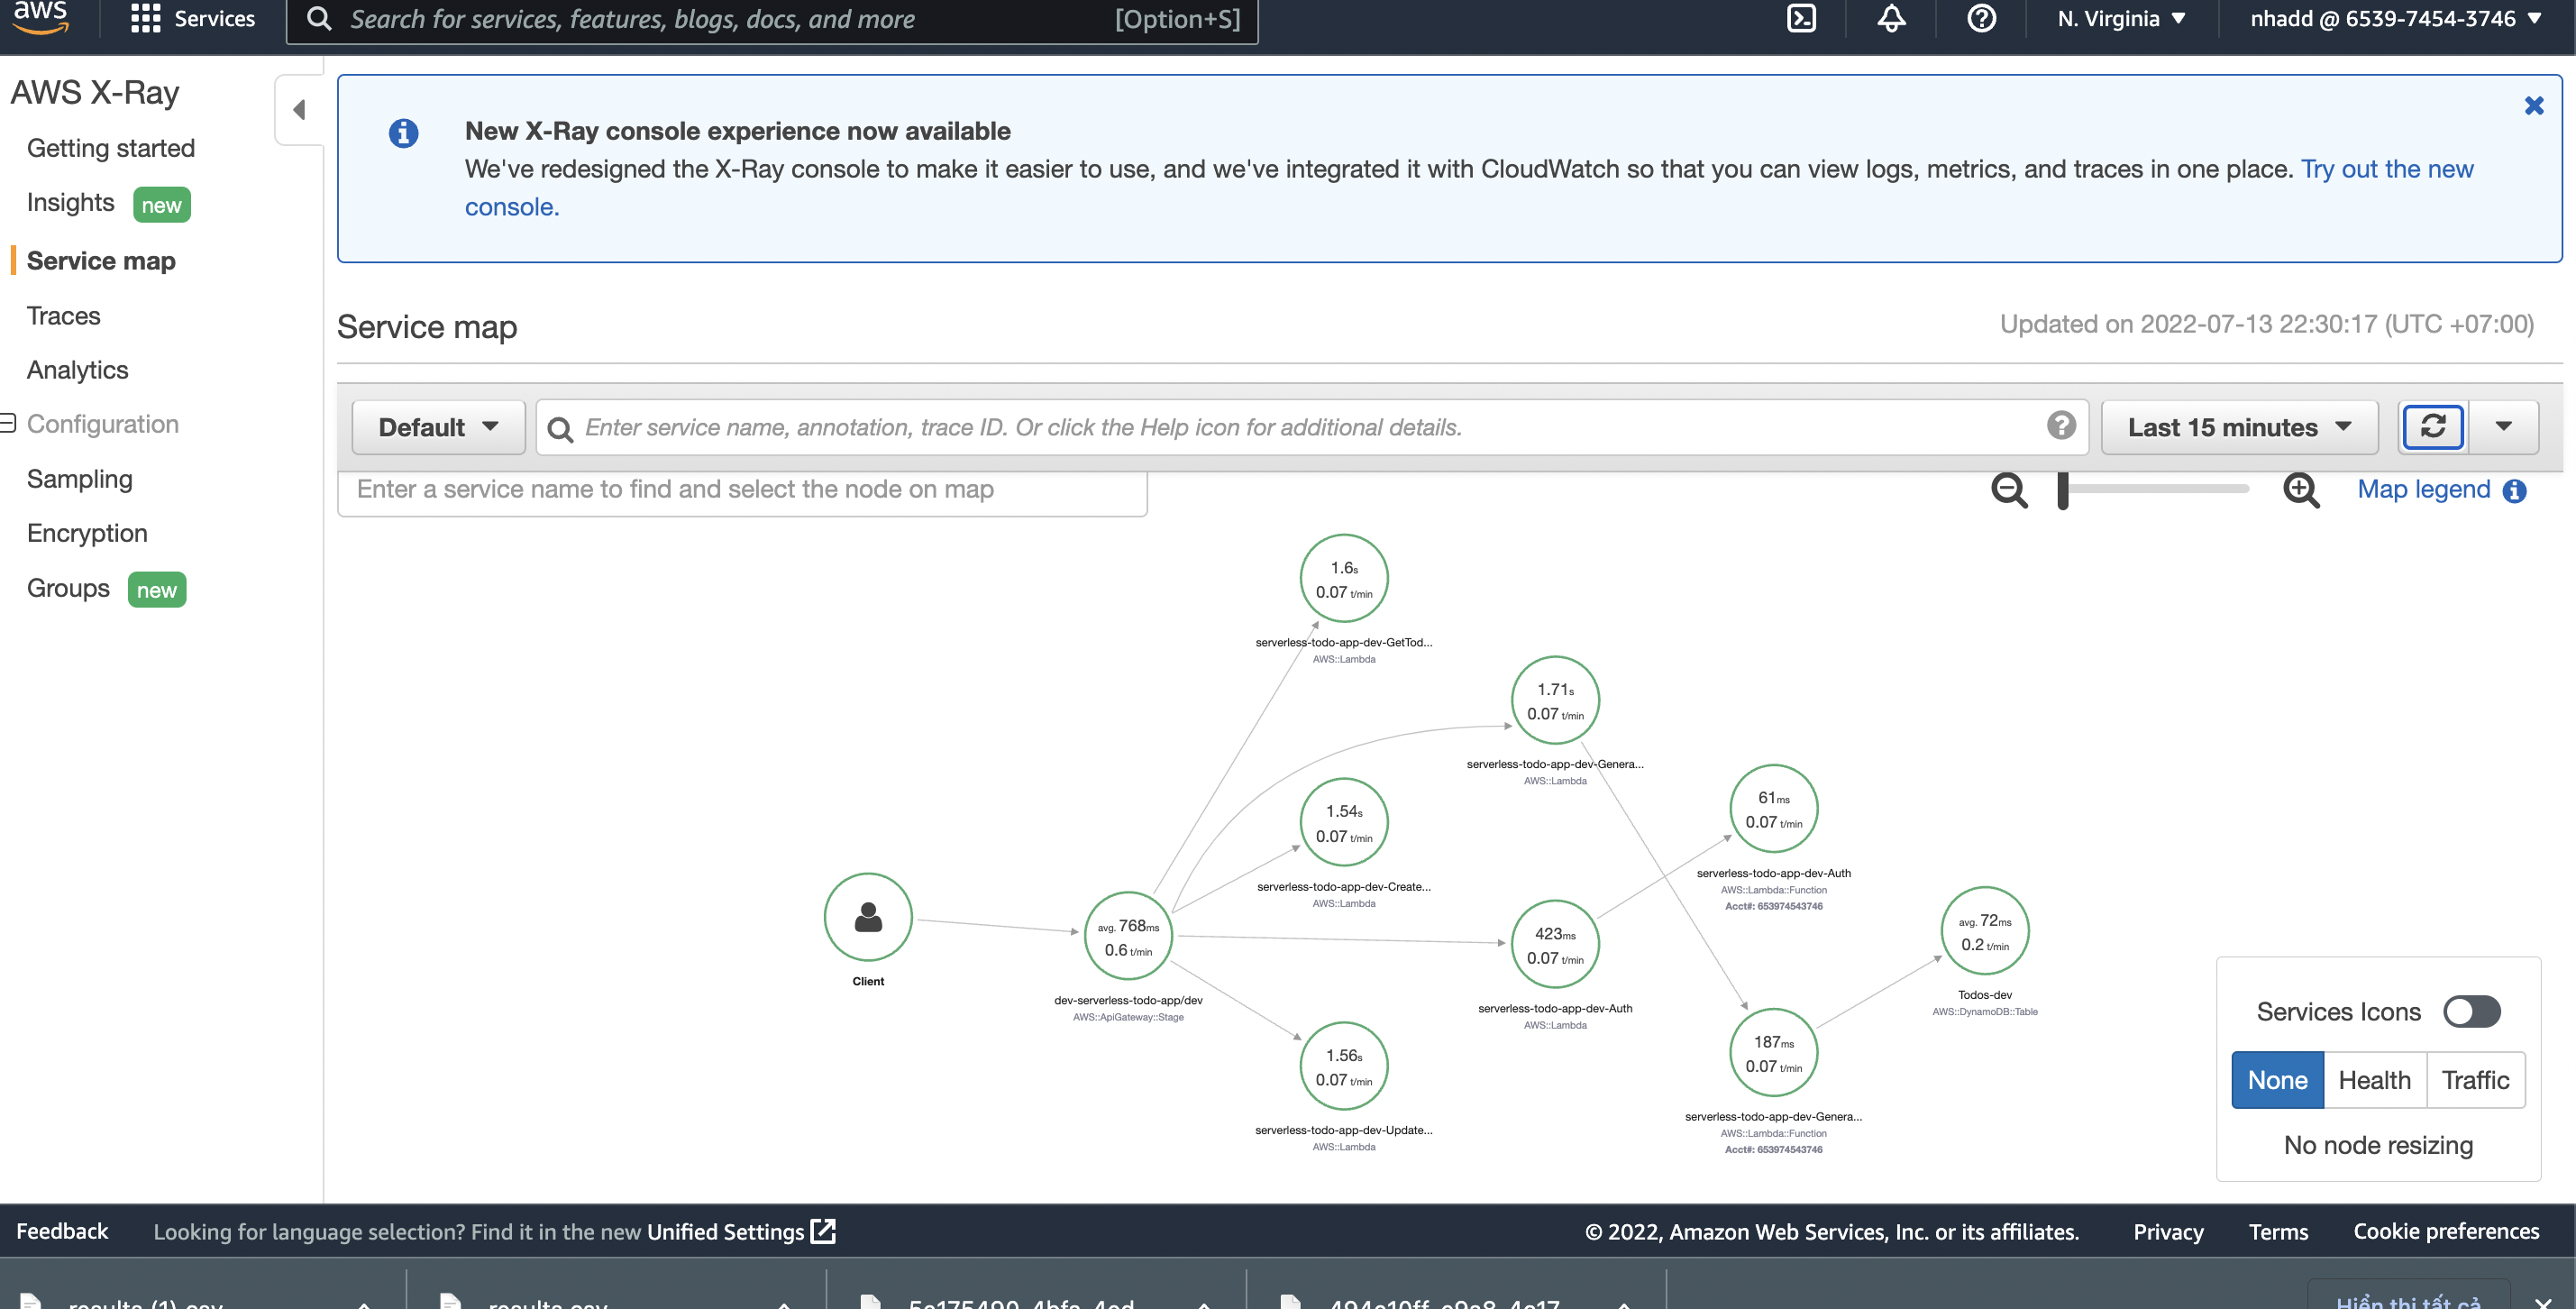 aws
Services
Search for services, features, blogs, docs, and more
[Option+S]
N. Virginia
nhadd @ 6539-7454-3746
AWS X-Ray
Getting started
Insights new
Service map
Traces
Analytics
Configuration
Sampling
Encryption
Groups new
New X-Ray console experience now available
We've redesigned the X-Ray console to make it easier to use, and we've integrated it with CloudWatch so that you can view logs, metrics, and traces in one place. Try out the new
console.
Service map
Updated on 2022-07-13 22:30:17 (UTC +07:00)
Default
Enter service name, annotation, trace ID. Or click the Help icon for additional details.
Last 15 minutes
Enter a service name to find and select the node on map
Map legend
1.6s
0.07 t/min
serverless-todo-app-dev-GetTod...
AWS::Lambda
1.71s
0.07 t/min
serverless-todo-app-dev-Genera...
AWS::Lambda
1.54s
0.07 t/min
serverless-todo-app-dev-Create...
AWS::Lambda
61ms
0.07 t/min
serverless-todo-app-dev-Auth
AWS::Lambda::Function
Acct#: 653974543746
Client
avg. 768ms
0.6 t/min
dev-serverless-todo-app/dev
AWS::ApiGateway::Stage
423ms
0.07 t/min
serverless-todo-app-dev-Auth
AWS::Lambda
avg. 72ms
0.2 t/min
Todos-dev
AWS::DynamoDB::Table
1.56s
0.07 t/min
serverless-todo-app-dev-Update...
AWS::Lambda
187ms
0.07 t/min
serverless-todo-app-dev-Genera...
AWS::Lambda::Function
Acct#: 653974543746
Services Icons
None Health Traffic
No node resizing
Feedback
Looking for language selection? Find it in the new Unified Settings
© 2022, Amazon Web Services, Inc. or its affiliates.
Privacy
Terms
Cookie preferences
results (1).csv
results.csv
Hiển thị tất cả